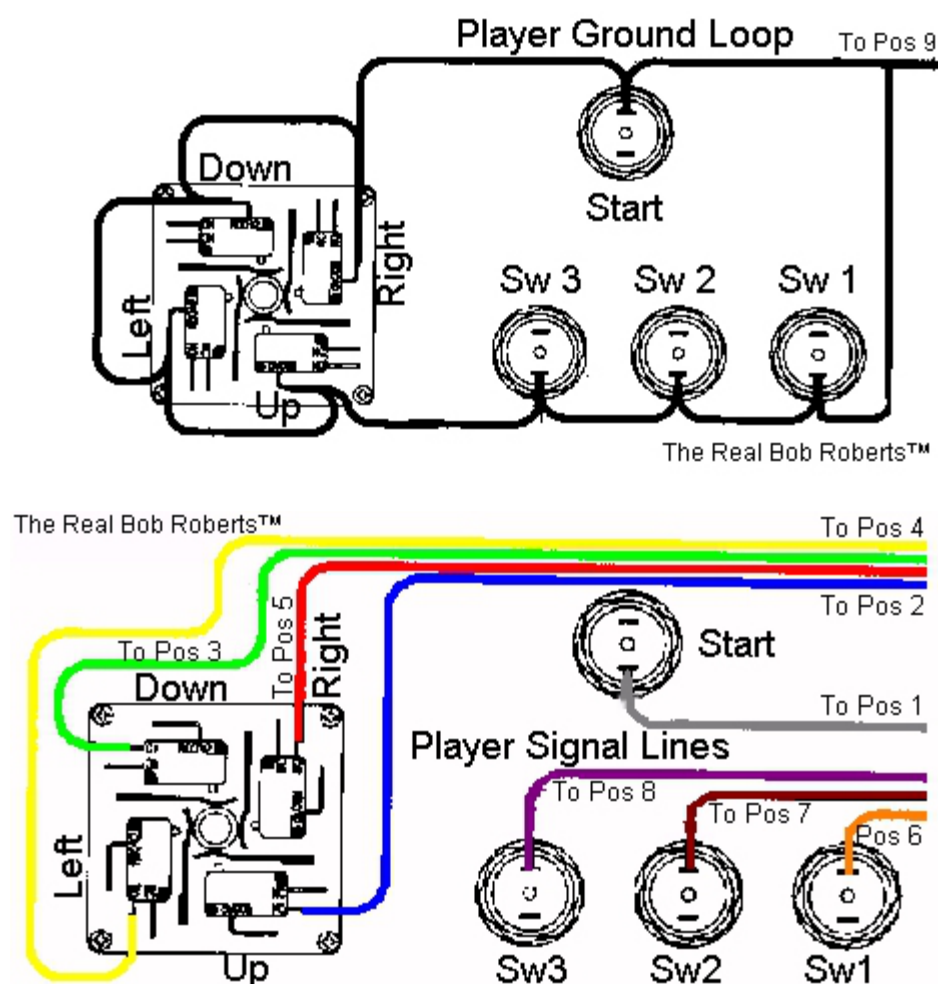 Player Ground Loop
To Pos 9
Down
Start
Right
Left
Sw 3
Sw 2
Sw 1
Up
The Real Bob Roberts™
The Real Bob Roberts™
To Pos 4
To Pos 2
To Pos 5
Right
Start
To Pos 3
Down
To Pos 1
Player Signal Lines
To Pos 8
To Pos 7
Pos 6
Left
Up
Sw3
Sw2
Sw1